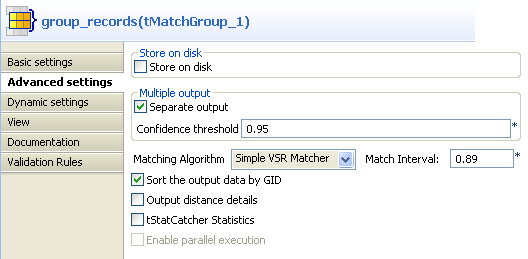 group_records(tMatchGroup_1)
Basic settings
Advanced settings
Dynamic settings
View
Documentation
Validation Rules
Store on disk
Store on disk
Multiple output
Separate output
Confidence threshold 0.95 *
Matching Algorithm Simple VSR Matcher Match Interval: 0.89 *
Sort the output data by GID
Output distance details
tStatCatcher Statistics
Enable parallel execution